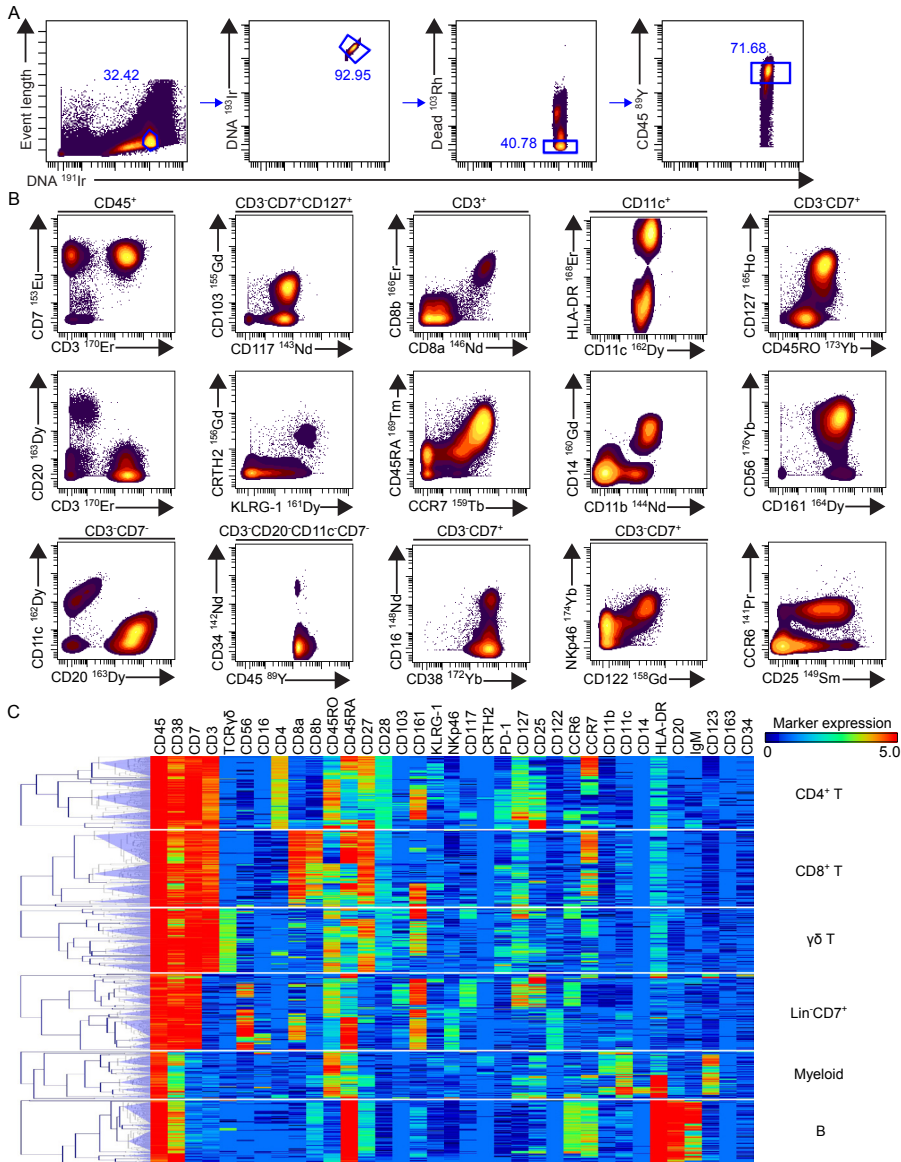 A
Event length
32.42
DNA ¹⁹³Ir
92.95
Dead ¹⁰³Rh
40.78
CD45 ⁸⁹Y
71.68
DNA ¹⁹¹Ir
B
CD45⁺
CD7 ¹⁵³Eu
CD3 ¹⁷⁰Er
CD3⁻CD7⁺CD127⁺
CD103 ¹⁵⁵Gd
CD117 ¹⁴³Nd
CD3⁺
CD8b ¹⁶⁶Er
CD8a ¹⁴⁶Nd
CD11c⁺
HLA-DR ¹⁶⁸Er
CD11c ¹⁶²Dy
CD3⁻CD7⁺
CD127 ¹⁶⁵Ho
CD45RO ¹⁷³Yb
CD20 ¹⁶³Dy
CD3 ¹⁷⁰Er
CRTH2 ¹⁵⁶Gd
KLRG-1 ¹⁶¹Dy
CD45RA ¹⁶⁹Tm
CCR7 ¹⁵⁹Tb
CD14 ¹⁶⁰Gd
CD11b ¹⁴⁴Nd
CD56 ¹⁷⁶Yb
CD161 ¹⁶⁴Dy
CD3⁻CD7⁻
CD11c ¹⁶²Dy
CD20 ¹⁶³Dy
CD3⁻CD20⁻CD11c⁻CD7⁻
CD34 ¹⁴²Nd
CD45 ⁸⁹Y
CD3⁻CD7⁺
CD16 ¹⁴⁸Nd
CD38 ¹⁷²Yb
CD3⁻CD7⁺
NKp46 ¹⁷⁴Yb
CD122 ¹⁵⁸Gd
CCR6 ¹⁴¹Pr
CD25 ¹⁴⁹Sm
C
CD45
CD38
CD7
CD3
TCRγδ
CD56
CD16
CD4
CD8a
CD8b
CD45RO
CD45RA
CD27
CD28
CD103
CD161
KLRG-1
NKp46
CD117
CRTH2
PD-1
CD127
CD25
CD122
CCR6
CCR7
CD11b
CD11c
CD14
HLA-DR
CD20
IgM
CD123
CD163
CD34
Marker expression
0 5.0
CD4⁺ T
CD8⁺ T
γδ T
Lin⁻CD7⁺
Myeloid
B